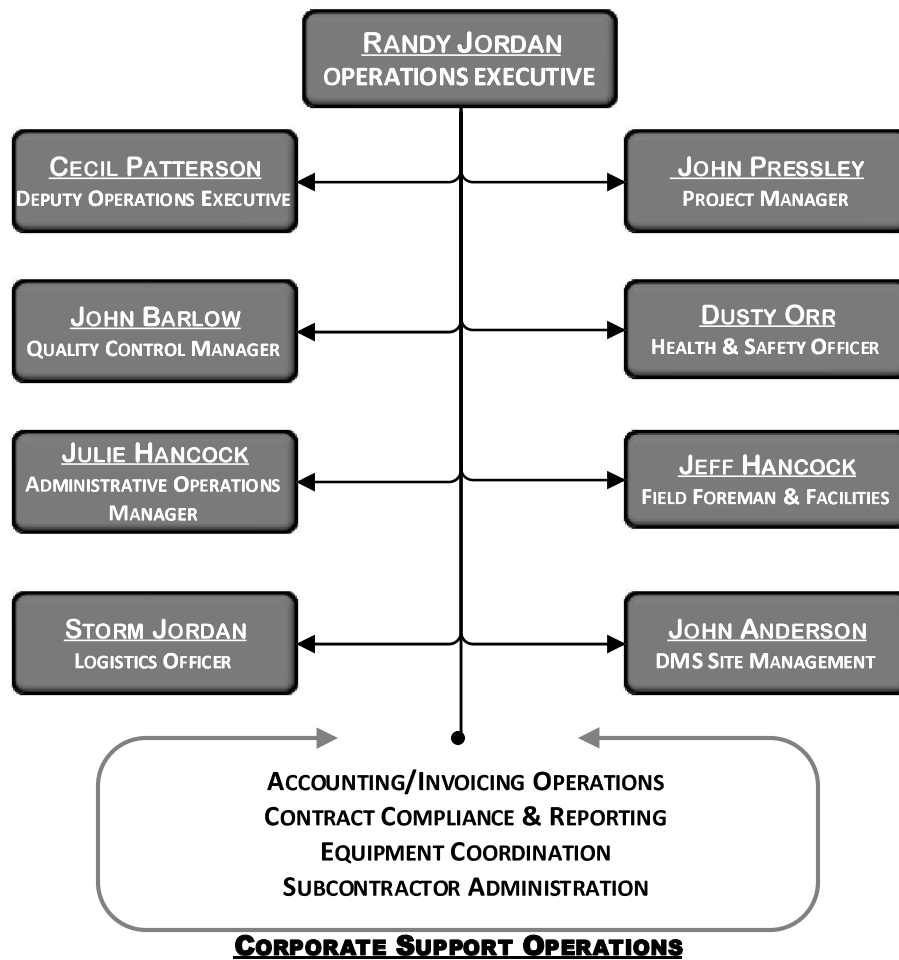 RANDY JORDAN
OPERATIONS EXECUTIVE
CECIL PATTERSON
DEPUTY OPERATIONS EXECUTIVE
JOHN PRESSLEY
PROJECT MANAGER
JOHN BARLOW
QUALITY CONTROL MANAGER
DUSTY ORR
HEALTH & SAFETY OFFICER
JULIE HANCOCK
ADMINISTRATIVE OPERATIONS
MANAGER
JEFF HANCOCK
FIELD FOREMAN & FACILITIES
STORM JORDAN
LOGISTICS OFFICER
JOHN ANDERSON
DMS SITE MANAGEMENT
ACCOUNTING/INVOICING OPERATIONS
CONTRACT COMPLIANCE & REPORTING
EQUIPMENT COORDINATION
SUBCONTRACTOR ADMINISTRATION
CORPORATE SUPPORT OPERATIONS